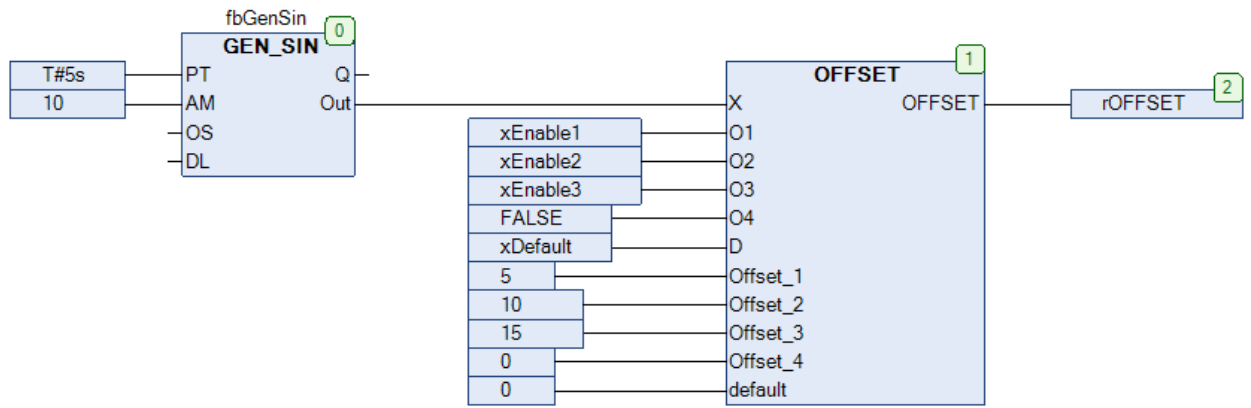 fbGenSin
0
GEN_SIN
T#5s PT Q
10 AM Out
OS
DL
1
OFFSET
X OFFSET
2
rOFFSET
xEnable1 O1
xEnable2 O2
xEnable3 O3
FALSE O4
xDefault D
5 Offset_1
10 Offset_2
15 Offset_3
0 Offset_4
0 default